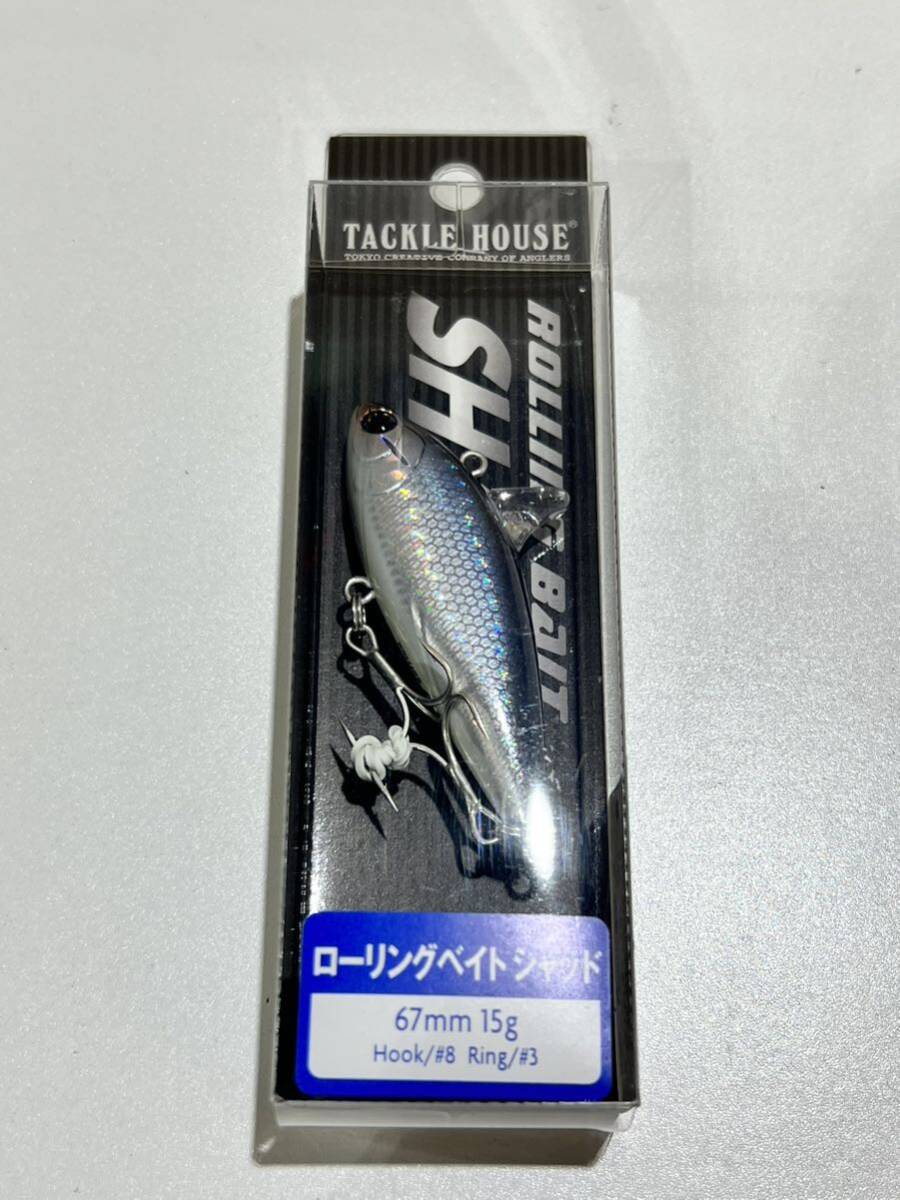 TACKLE HOUSE®
TOKYO CREATIVE COMPANY OF ANGLERS
ROLLING BaIT
SH
ローリングベイト シャッド
67mm 15g
Hook/#8 Ring/#3